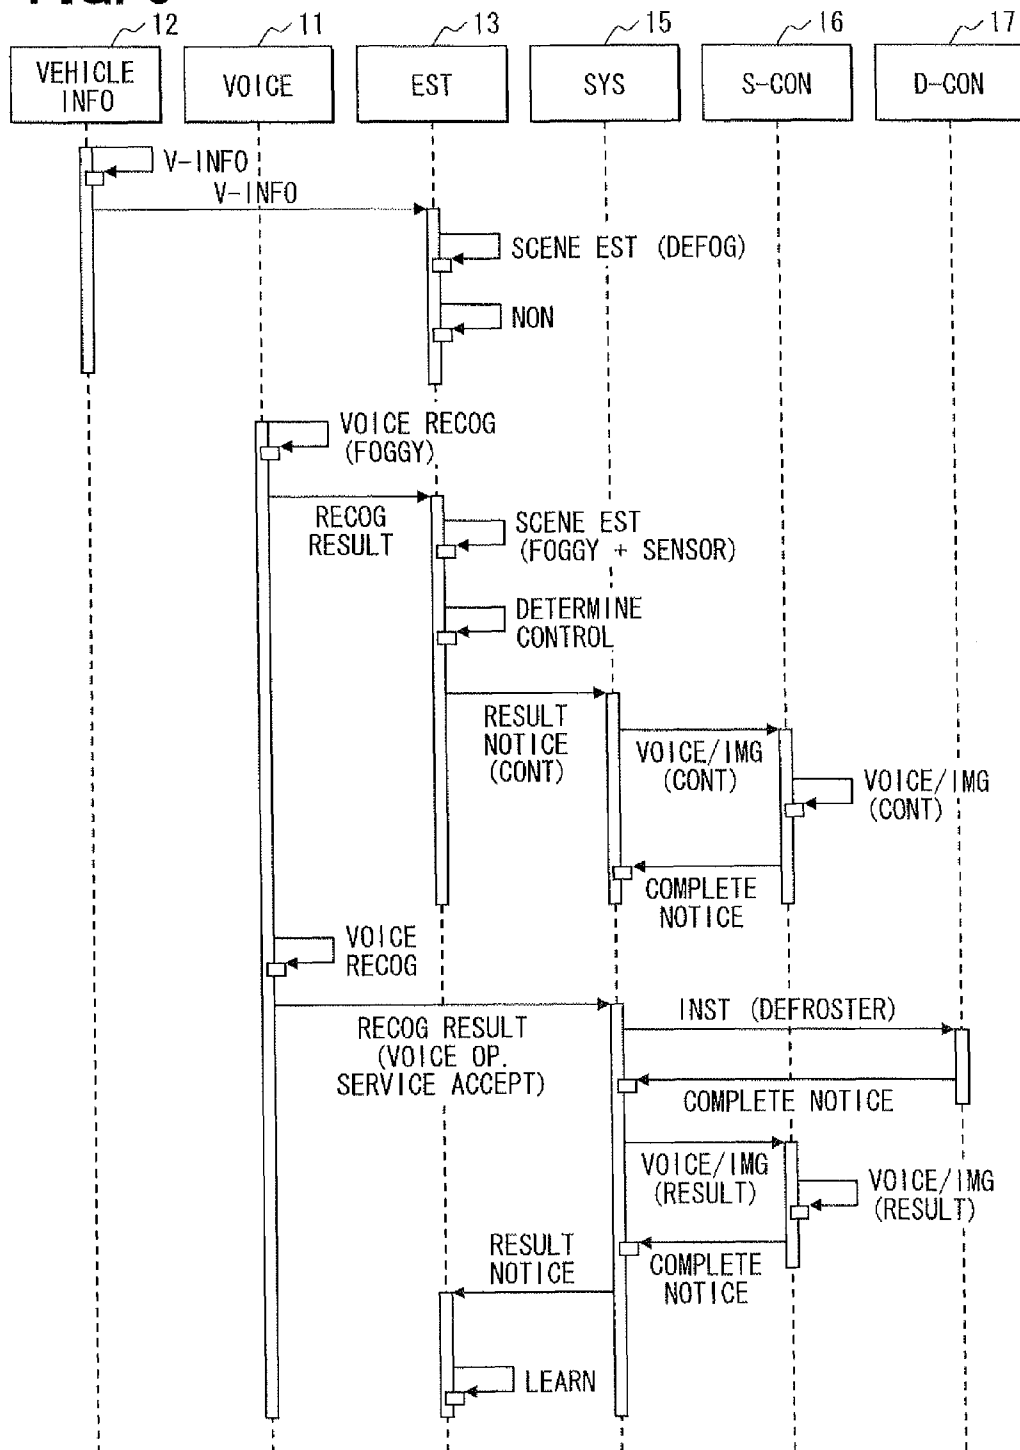 12
11
13
15
16
17
VEHICLE
INFO
VOICE
EST
SYS
S-CON
D-CON
V-INFO
V-INFO
SCENE EST (DEFOG)
NON
VOICE RECOG
(FOGGY)
RECOG
RESULT
SCENE EST
(FOGGY + SENSOR)
DETERMINE
CONTROL
RESULT
NOTICE
(CONT)
VOICE/IMG
(CONT)
VOICE/IMG
(CONT)
COMPLETE
NOTICE
VOICE
RECOG
RECOG RESULT
(VOICE OP.
SERVICE ACCEPT)
INST (DEFROSTER)
COMPLETE NOTICE
VOICE/IMG
(RESULT)
VOICE/IMG
(RESULT)
COMPLETE
NOTICE
RESULT
NOTICE
LEARN